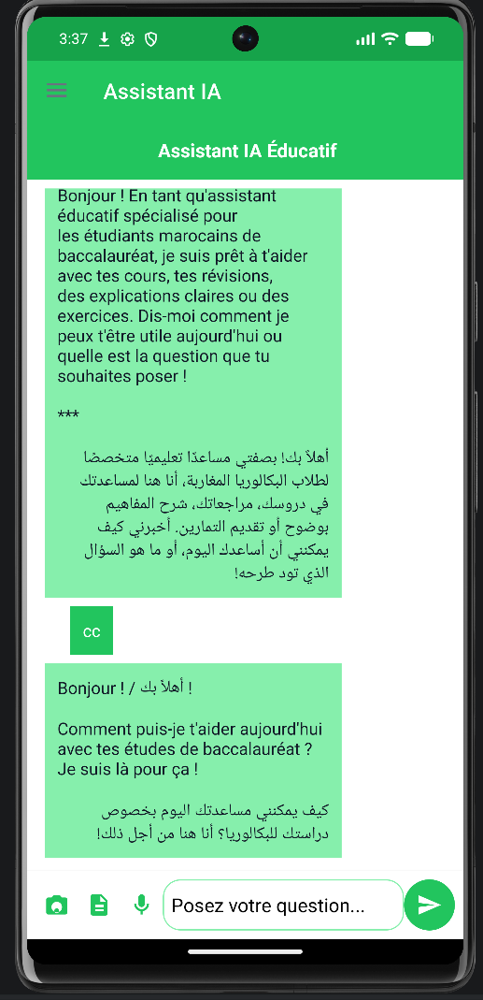 3:37
Assistant IA
Assistant IA Éducatif
Bonjour ! En tant qu'assistant
éducatif spécialisé pour
les étudiants marocains de
baccalauréat, je suis prêt à t'aider
avec tes cours, tes révisions,
des explications claires ou des
exercices. Dis-moi comment je
peux t'être utile aujourd'hui ou
quelle est la question que tu
souhaites poser !
***
أهلاً بك! بصفتي مساعدًا تعليميًا متخصصًا
لطلاب البكالوريا المغاربة، أنا هنا لمساعدتك
في دروسك، مراجعاتك، شرح المفاهيم
بوضوح أو تقديم التمارين. أخبرني كيف
يمكنني أن أساعدك اليوم، أو ما هو السؤال
الذي تود طرحه!
cc
Bonjour ! / أهلاً بك !
Comment puis-je t'aider aujourd'hui
avec tes études de baccalauréat ?
Je suis là pour ça !
كيف يمكنني مساعدتك اليوم بخصوص
دراستك للبكالوريا؟ أنا هنا من أجل ذلك!
Posez votre question...